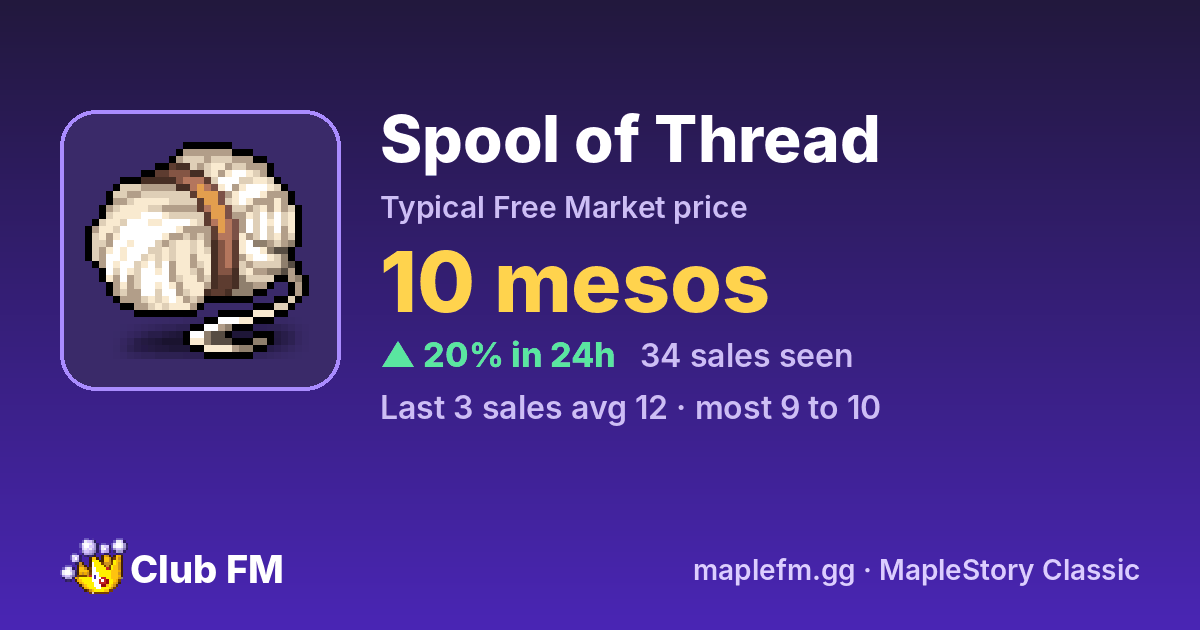 Spool of Thread
Typical Free Market price
10 mesos
▲ 20% in 24h 34 sales seen
Last 3 sales avg 12 · most 9 to 10
Club FM
maplefm.gg · MapleStory Classic